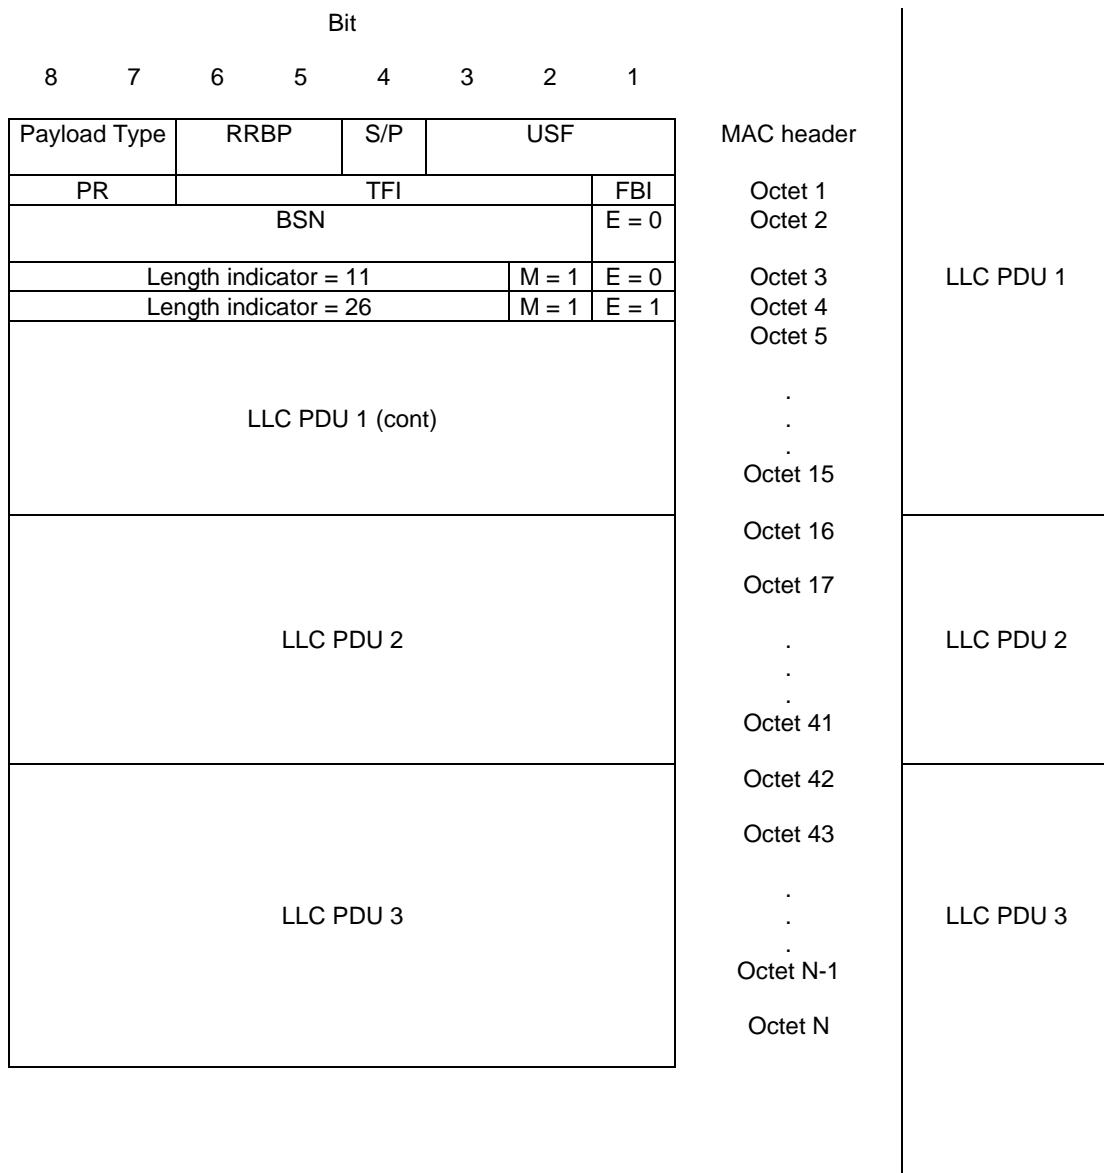 Bit
8 7 6 5 4 3 2 1
Payload Type RRBP S/P USF MAC header
PR TFI FBI Octet 1
BSN E = 0 Octet 2
Length indicator = 11 M = 1 E = 0 Octet 3 LLC PDU 1
Length indicator = 26 M = 1 E = 1 Octet 4
Octet 5
.
LLC PDU 1 (cont) .
.
Octet 15
Octet 16
Octet 17
LLC PDU 2 . LLC PDU 2
.
.
Octet 41
Octet 42
Octet 43
.
LLC PDU 3 . LLC PDU 3
.
Octet N-1
Octet N